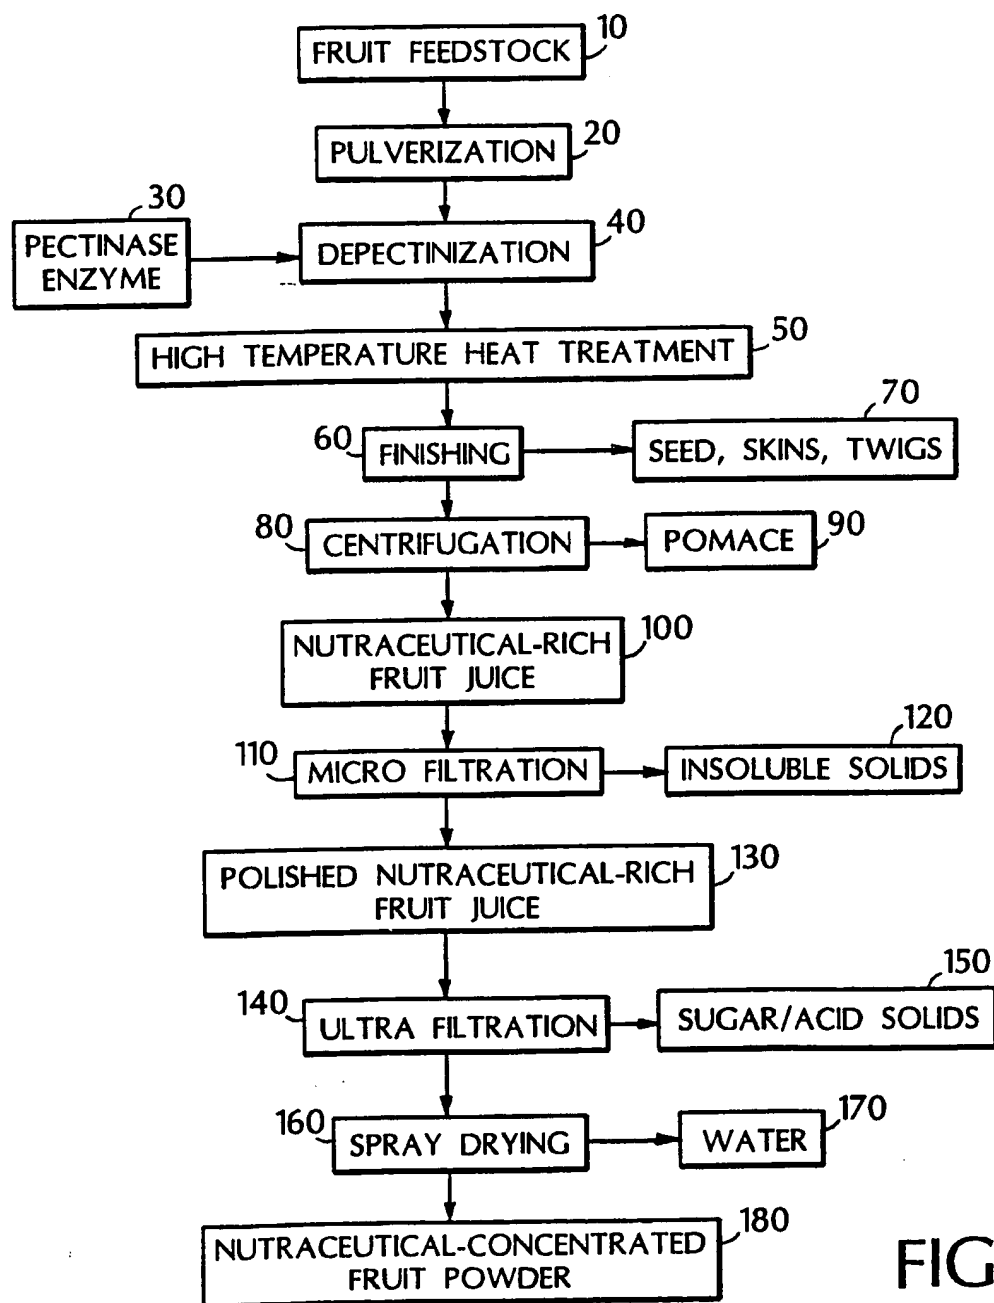 10
FRUIT FEEDSTOCK
20
PULVERIZATION
30
PECTINASE
ENZYME
40
DEPECTINIZATION
50
HIGH TEMPERATURE HEAT TREATMENT
60
FINISHING
70
SEED, SKINS, TWIGS
80
CENTRIFUGATION
POMACE
90
NUTRACEUTICAL-RICH
FRUIT JUICE
100
110
MICRO FILTRATION
120
INSOLUBLE SOLIDS
POLISHED NUTRACEUTICAL-RICH
FRUIT JUICE
130
140
ULTRA FILTRATION
150
SUGAR/ACID SOLIDS
160
SPRAY DRYING
170
WATER
180
NUTRACEUTICAL-CONCENTRATED
FRUIT POWDER
FIG